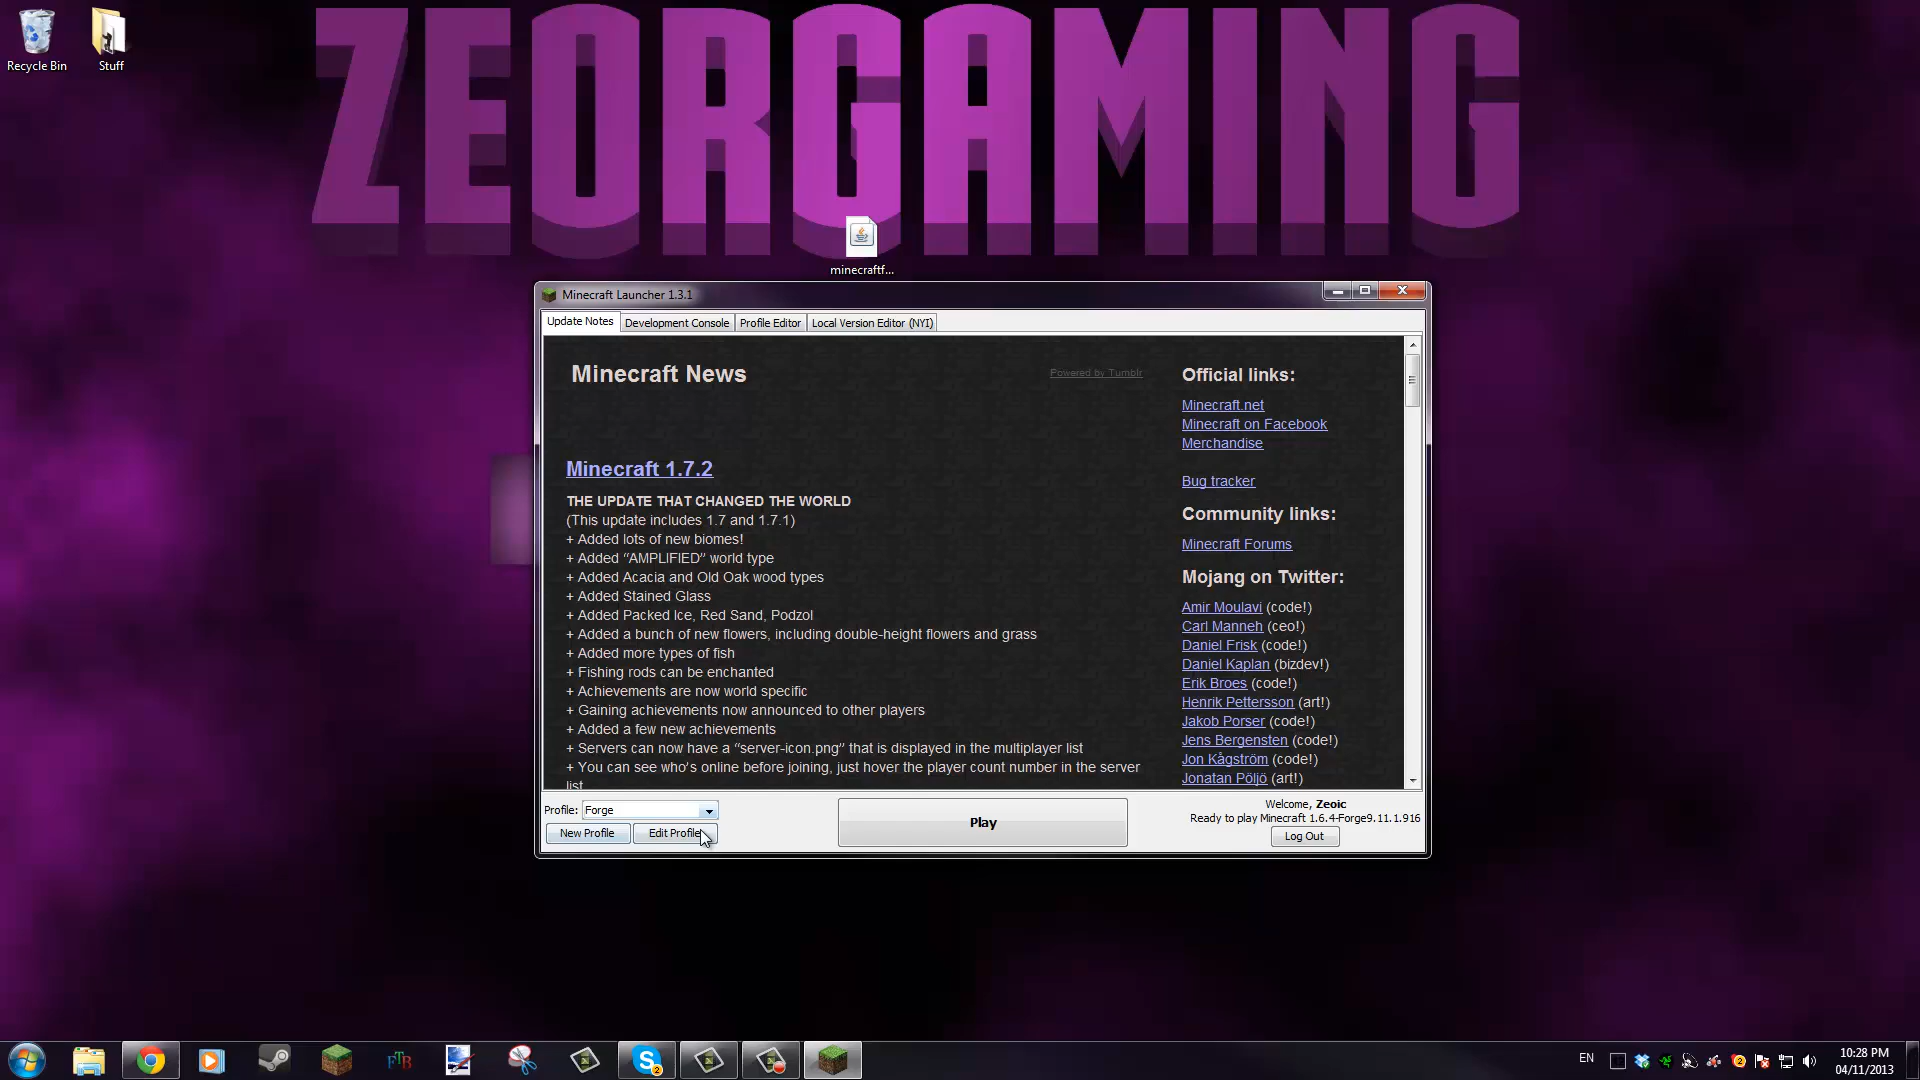 ZEORGAMING
Recycle Bin
Stuff
minecraftf...
Minecraft Launcher 1.3.1
Update Notes
Development Console
Profile Editor
Local Version Editor (NYI)
Minecraft News
Powered by Tumblr
Minecraft 1.7.2
THE UPDATE THAT CHANGED THE WORLD
(This update includes 1.7 and 1.7.1)
+ Added lots of new biomes!
+ Added “AMPLIFIED” world type
+ Added Acacia and Old Oak wood types
+ Added Stained Glass
+ Added Packed Ice, Red Sand, Podzol
+ Added a bunch of new flowers, including double-height flowers and grass
+ Added more types of fish
+ Fishing rods can be enchanted
+ Achievements are now world specific
+ Gaining achievements now announced to other players
+ Added a few new achievements
+ Servers can now have a “server-icon.png” that is displayed in the multiplayer list
+ You can see who’s online before joining, just hover the player count number in the server
list
Official links:
Minecraft.net
Minecraft on Facebook
Merchandise
Bug tracker
Community links:
Minecraft Forums
Mojang on Twitter:
Amir Moulavi (code!)
Carl Manneh (ceo!)
Daniel Frisk (code!)
Daniel Kaplan (bizdev!)
Erik Broes (code!)
Henrik Pettersson (art!)
Jakob Porser (code!)
Jens Bergensten (code!)
Jon Kågström (code!)
Jonatan Pöljö (art!)
Profile: Forge
New Profile
Edit Profile
Play
Welcome, Zeoic
Ready to play Minecraft 1.6.4-Forge9.11.1.916
Log Out
FTB
2
EN
2
10:28 PM
04/11/2013